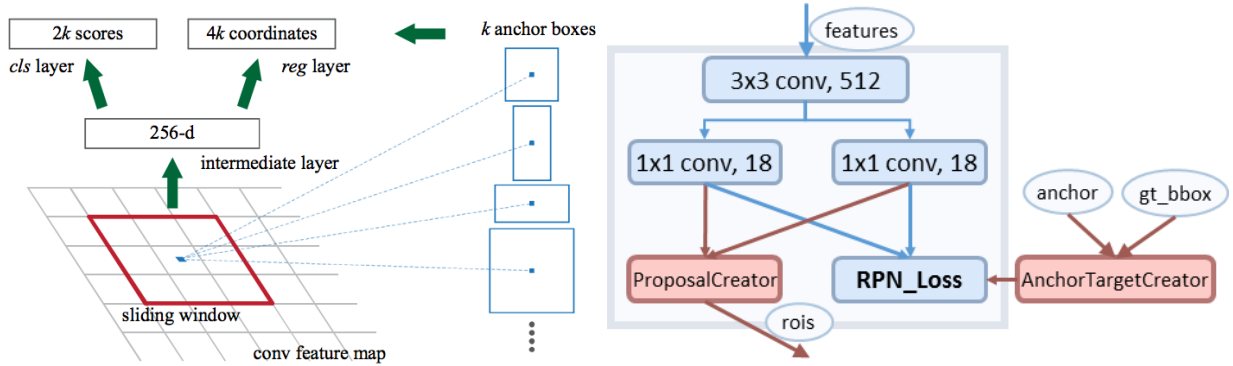 2k scores
4k coordinates
k anchor boxes
cls layer
reg layer
256-d
intermediate layer
sliding window
conv feature map
features
3x3 conv, 512
1x1 conv, 18
1x1 conv, 18
anchor
gt_bbox
ProposalCreator
RPN_Loss
AnchorTargetCreator
rois